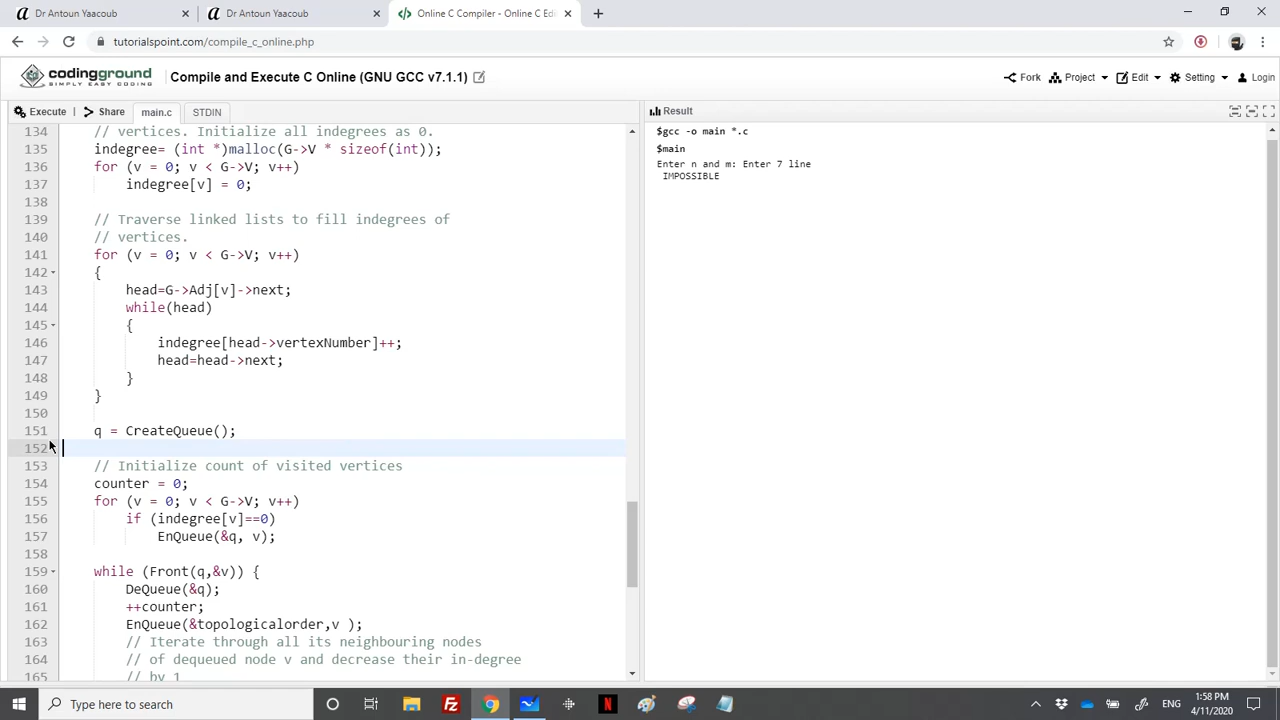 Dr Antoun Yaacoub
Dr Antoun Yaacoub
Online C Compiler - Online C Edi
tutorialspoint.com/compile_c_online.php
codingground
SIMPLY EASY CODING
Compile and Execute C Online (GNU GCC v7.1.1)
Fork
Project
Edit
Setting
Login
Execute
Share
main.c
STDIN
Result
134 // vertices. Initialize all indegrees as 0.
135 indegree= (int *)malloc(G->V * sizeof(int));
136 for (v = 0; v < G->V; v++)
137 indegree[v] = 0;
138
139 // Traverse linked lists to fill indegrees of
140 // vertices.
141 for (v = 0; v < G->V; v++)
142 {
143 head=G->Adj[v]->next;
144 while(head)
145 {
146 indegree[head->vertexNumber]++;
147 head=head->next;
148 }
149 }
150
151 q = CreateQueue();
152
153 // Initialize count of visited vertices
154 counter = 0;
155 for (v = 0; v < G->V; v++)
156 if (indegree[v]==0)
157 EnQueue(&q, v);
158
159 while (Front(q,&v)) {
160 DeQueue(&q);
161 ++counter;
162 EnQueue(&topologicalorder,v );
163 // Iterate through all its neighbouring nodes
164 // of dequeued node v and decrease their in-degree
165 // by 1
$gcc -o main *.c
$main
Enter n and m: Enter 7 line
IMPOSSIBLE
Type here to search
ENG
1:58 PM
4/11/2020